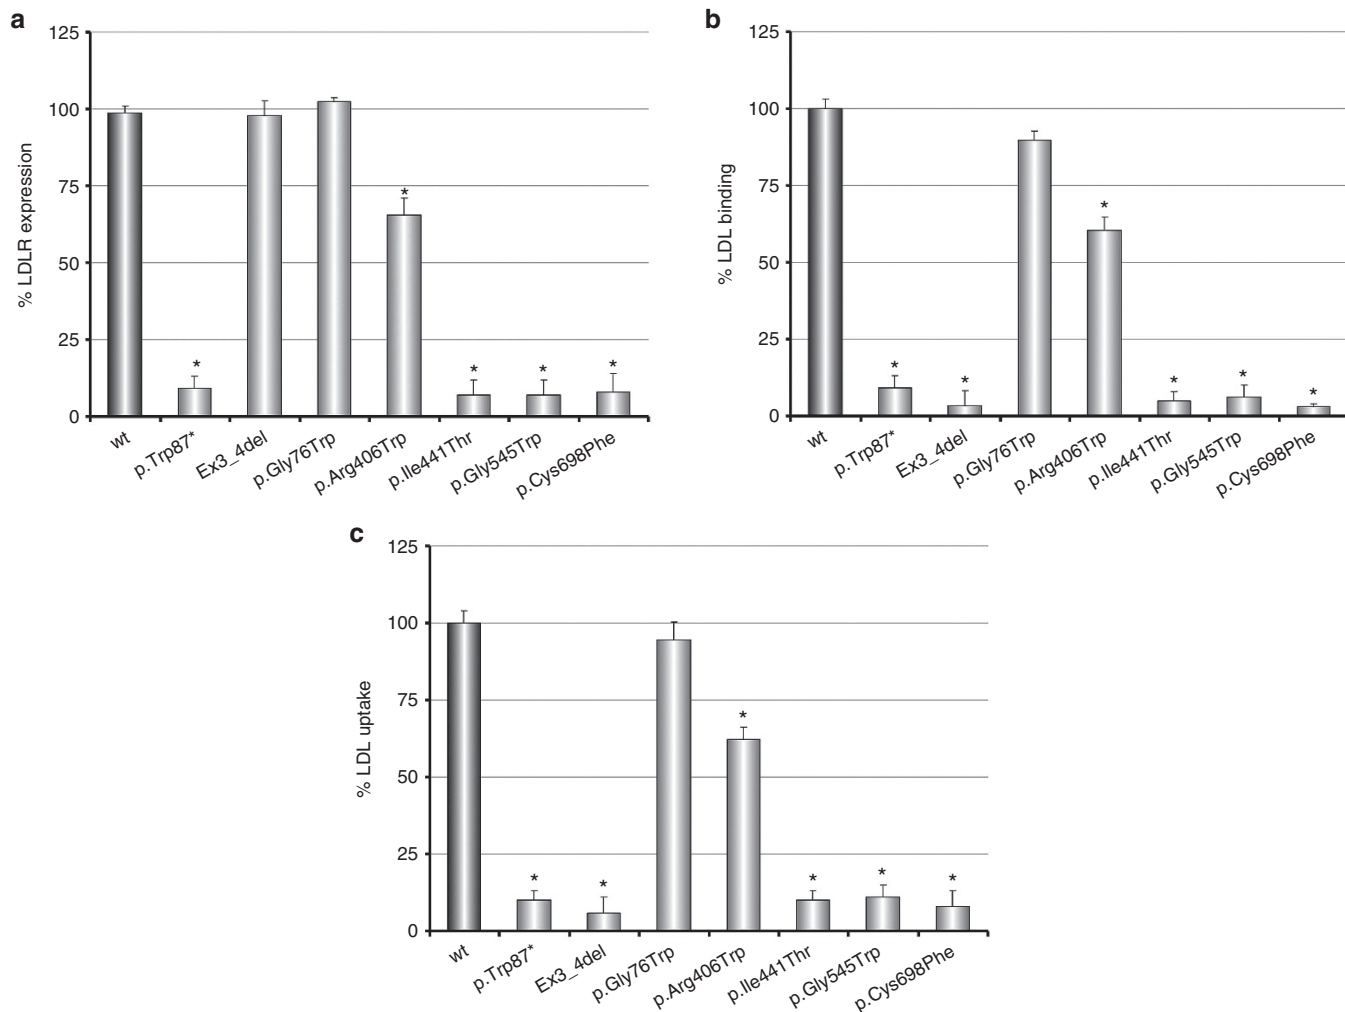 a
125
100
75
50
25
0
% LDLR expression
*
*
*
*
*
wt
p.Trp87*
Ex3_4del
p.Gly76Trp
p.Arg406Trp
p.Ile441Thr
p.Gly545Trp
p.Cys698Phe
b
125
100
75
50
25
0
% LDL binding
*
*
*
*
*
*
wt
p.Trp87*
Ex3_4del
p.Gly76Trp
p.Arg406Trp
p.Ile441Thr
p.Gly545Trp
p.Cys698Phe
c
125
100
75
50
25
0
% LDL uptake
*
*
*
*
*
*
wt
p.Trp87*
Ex3_4del
p.Gly76Trp
p.Arg406Trp
p.Ile441Thr
p.Gly545Trp
p.Cys698Phe